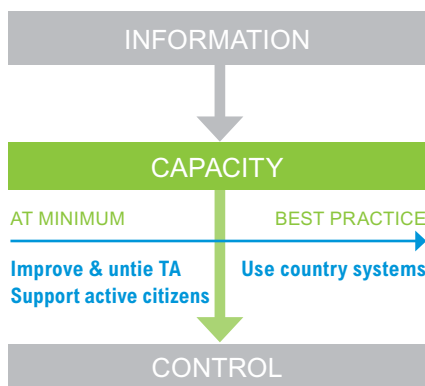 INFORMATION
CAPACITY
AT MINIMUM
BEST PRACTICE
Improve & untie TA
Support active citizens
Use country systems
CONTROL